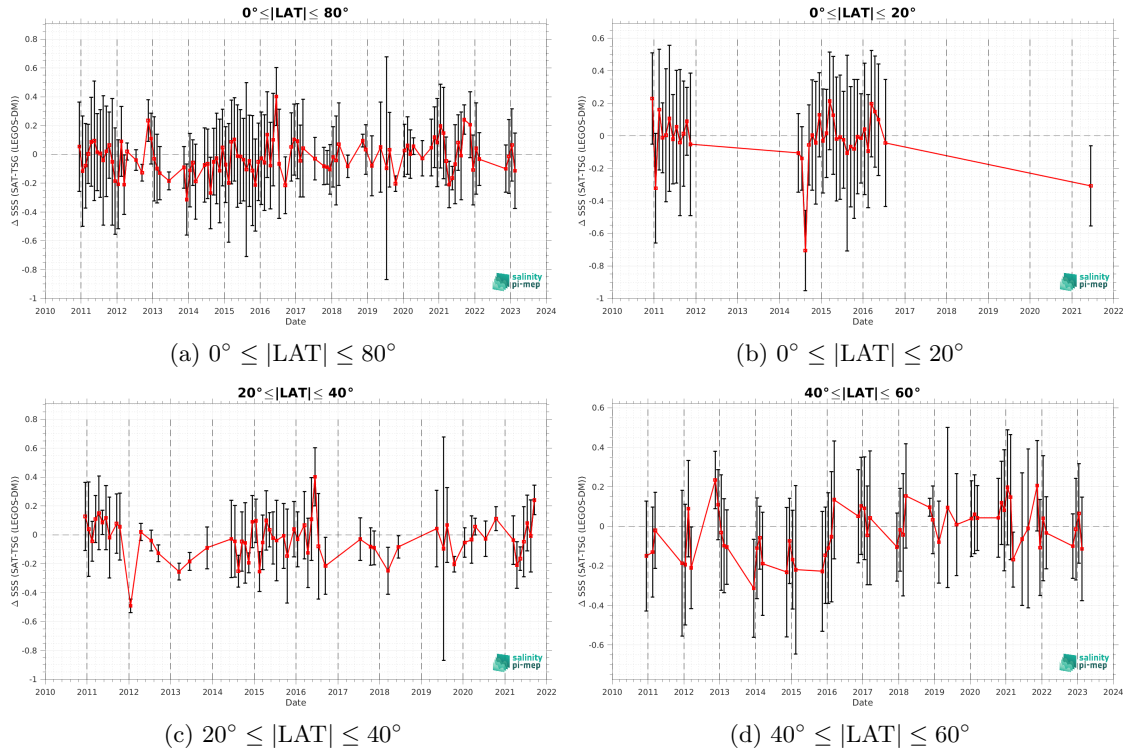 0°≤|LAT|≤ 80°
0.8
0.6
0.4
0.2
0
-0.2
-0.4
-0.6
-0.8
-1
Δ SSS (SAT-TSG (LEGOS-DM))
2010 2011 2012 2013 2014 2015 2016 2017 2018 2019 2020 2021 2022 2023 2024
Date
salinity
pi-mep
(a) 0° ≤ |LAT| ≤ 80°
0°≤|LAT|≤ 20°
0.6
0.4
0.2
0
-0.2
-0.4
-0.6
-0.8
-1
Δ SSS (SAT-TSG (LEGOS-DM))
2010 2011 2012 2013 2014 2015 2016 2017 2018 2019 2020 2021 2022
Date
salinity
pi-mep
(b) 0° ≤ |LAT| ≤ 20°
20°≤|LAT|≤ 40°
0.8
0.6
0.4
0.2
0
-0.2
-0.4
-0.6
-0.8
-1
Δ SSS (SAT-TSG (LEGOS-DM))
2010 2011 2012 2013 2014 2015 2016 2017 2018 2019 2020 2021 2022
Date
salinity
pi-mep
(c) 20° ≤ |LAT| ≤ 40°
40°≤|LAT|≤ 60°
0.6
0.4
0.2
0
-0.2
-0.4
-0.6
Δ SSS (SAT-TSG (LEGOS-DM))
2010 2011 2012 2013 2014 2015 2016 2017 2018 2019 2020 2021 2022 2023 2024
Date
salinity
pi-mep
(d) 40° ≤ |LAT| ≤ 60°